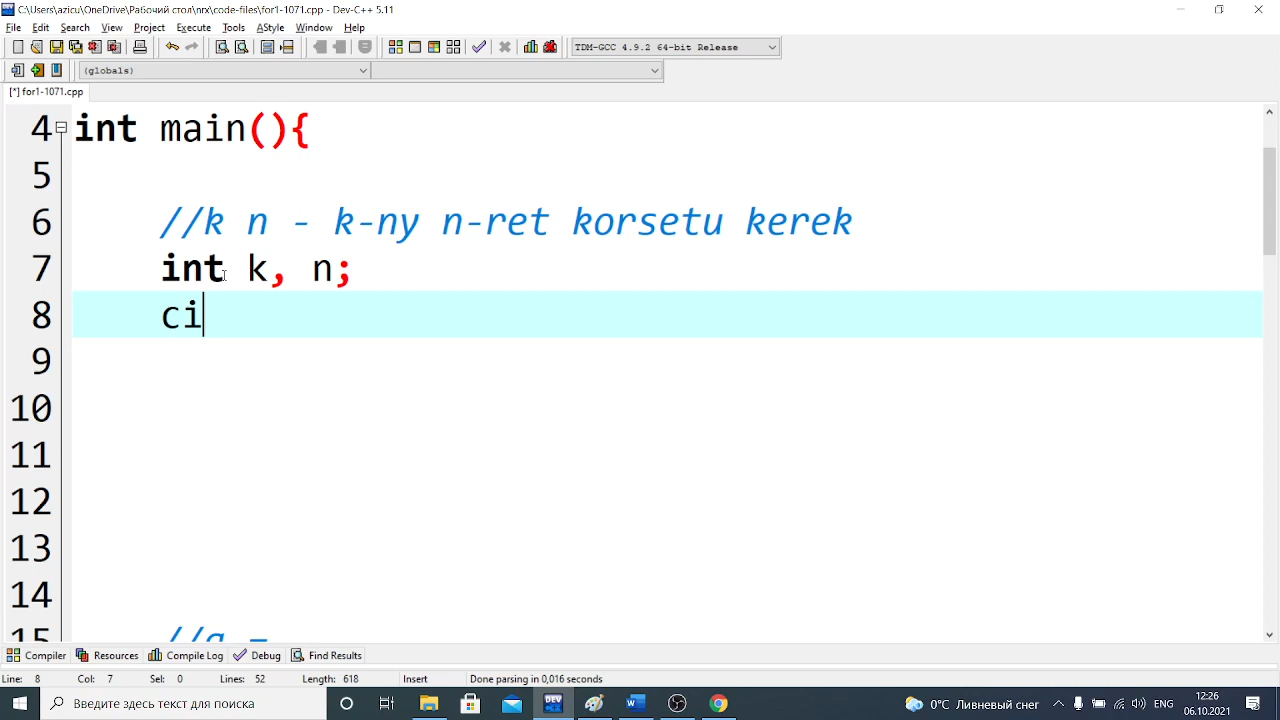 C:\Users\azicu\OneDrive\Рабочий стол\прх\code-files\for1-1071.cpp - Dev-C++ 5.11
File Edit Search View Project Execute Tools AStyle Window Help
TDM-GCC 4.9.2 64-bit Release
(globals)
[*] for1-1071.cpp
4 int main(){
5
6 //k n - k-ny n-ret korsetu kerek
7 int k, n;
8 ci
9
10
11
12
13
14
15 //a =
Compiler Resources Compile Log Debug Find Results
Line: 8 Col: 7 Sel: 0 Lines: 52 Length: 618 Insert Done parsing in 0,016 seconds
Введите здесь текст для поиска
DEV
0°C Ливневый снег ENG 12:26
06.10.2021